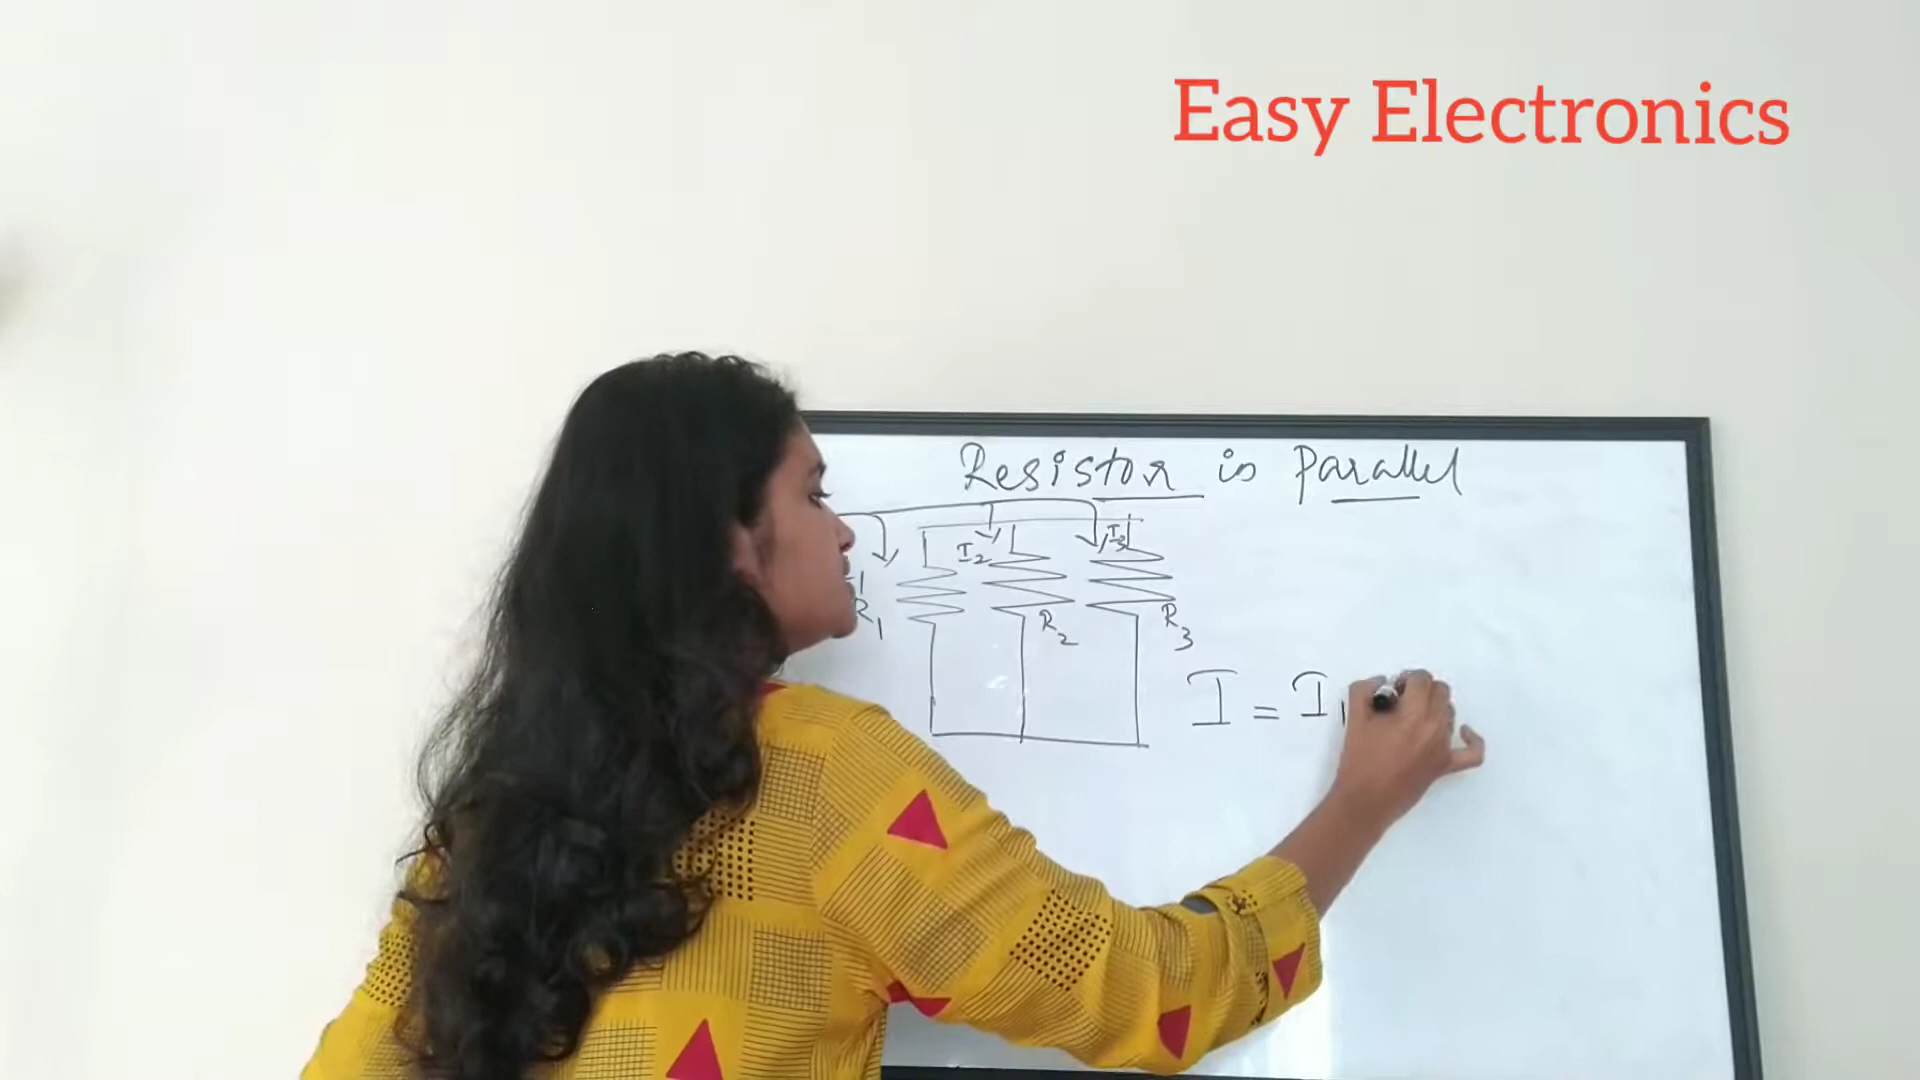 Easy Electronics
Resistor is Parallel
I2 I3
R1 R2 R3
I = I1